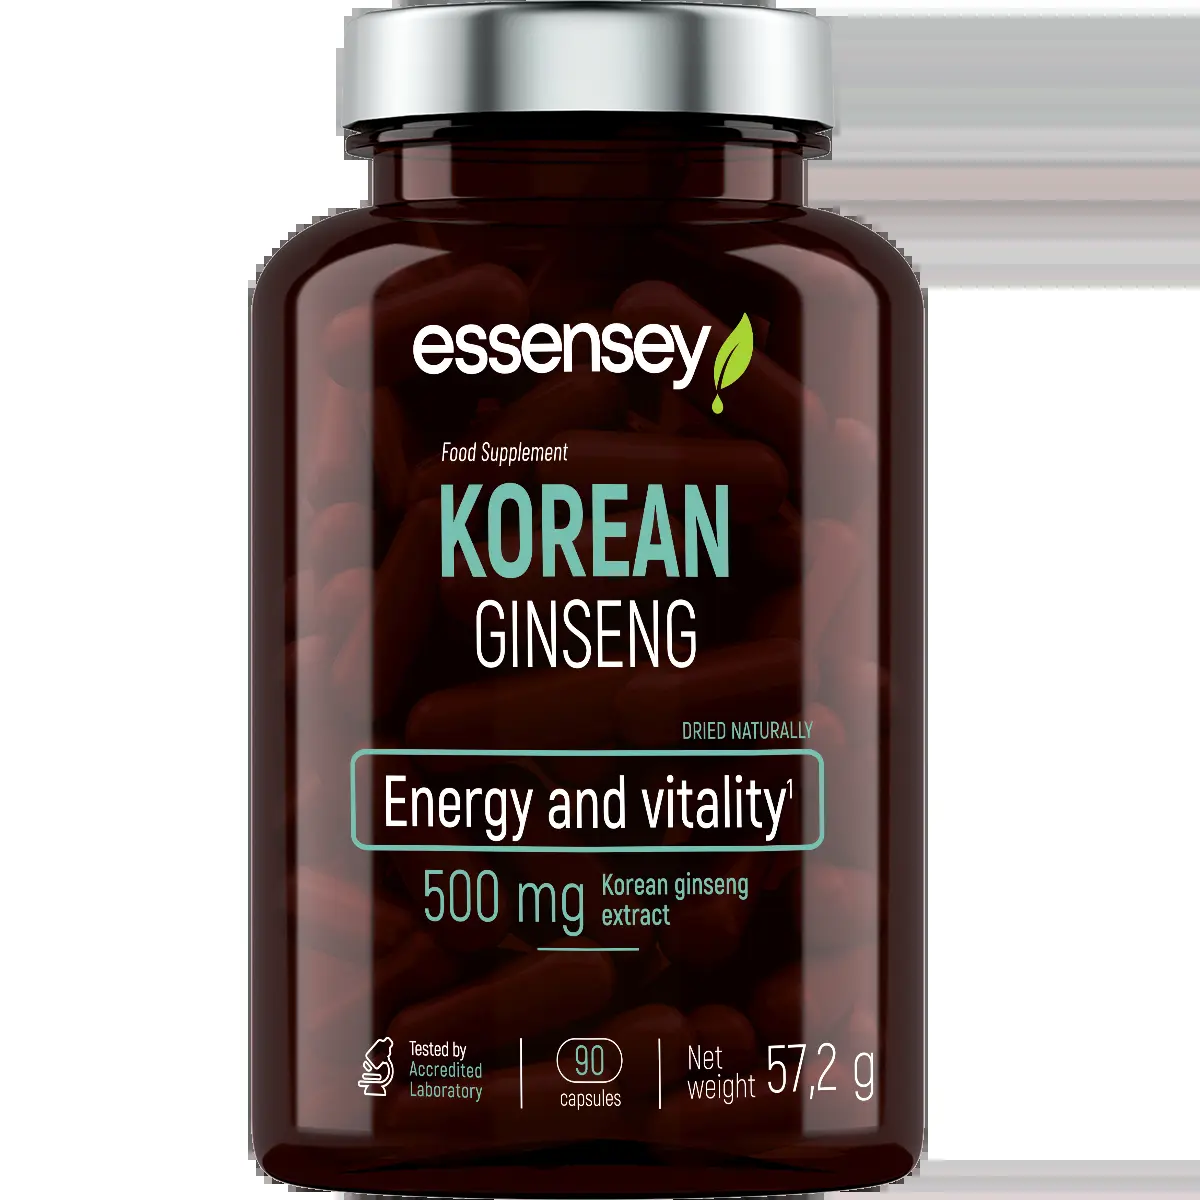 essensey
Food Supplement
KOREAN
GINSENG
DRIED NATURALLY
Energy and vitality¹
500 mg Korean ginseng
extract
Tested by
Accredited
Laboratory
90
capsules
Net
weight 57,2 g